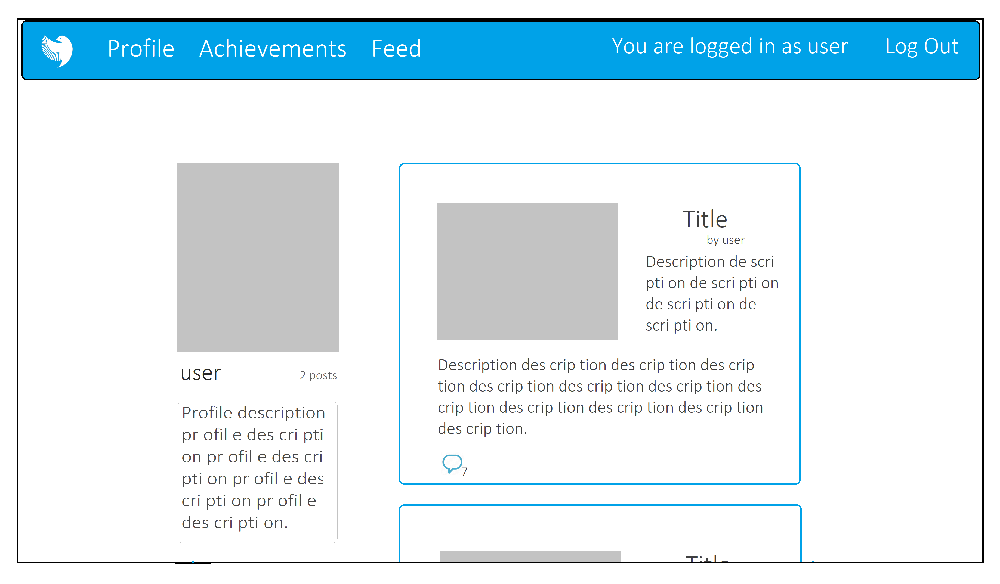 Profile Achievements Feed You are logged in as user Log Out
user 2 posts
Profile description
pr ofil e des cri pti
on pr ofil e des cri
pti on pr ofil e des
cri pti on pr ofil e
des cri pti on.
Title
by user
Description de scri
pti on de scri pti on
de scri pti on de
scri pti on.
Description des crip tion des crip tion des crip
tion des crip tion des crip tion des crip tion des
crip tion des crip tion des crip tion des crip tion
des crip tion.
7
Title